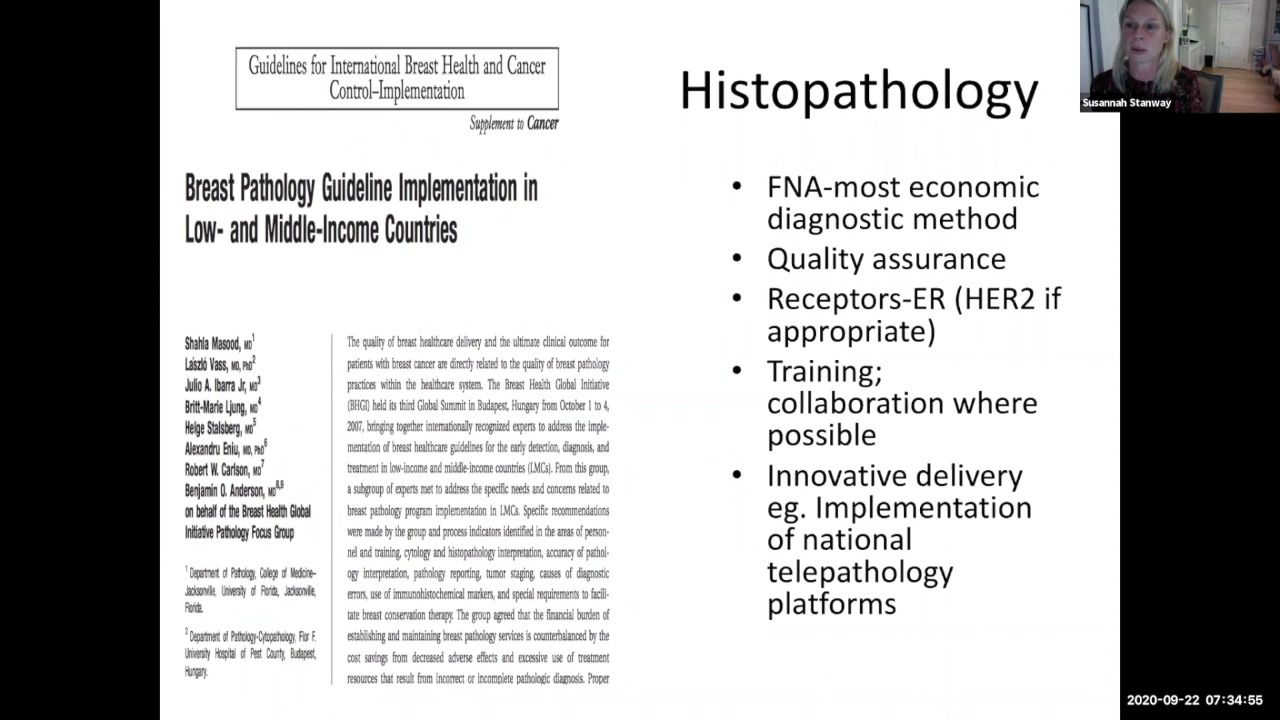 Guidelines for International Breast Health and Cancer
Control–Implementation
Supplement to Cancer
Breast Pathology Guideline Implementation in
Low- and Middle-Income Countries
Shahla Masood, MD1
László Vass, MD, PhD2
Julio A. Ibarra Jr, MD3
Britt-Marie Ljung, MD4
Helge Stalsberg, MD5
Alexandru Eniu, MD, PhD6
Robert W. Carlson, MD7
Benjamin O. Anderson, MD8,9
on behalf of the Breast Health Global
Initiative Pathology Focus Group
1 Department of Pathology, College of Medicine–
Jacksonville, University of Florida, Jacksonville,
Florida.
2 Department of Pathology-Cytopathology, Flor F.
University Hospital of Pest County, Budapest,
Hungary.
The quality of breast healthcare delivery and the ultimate clinical outcome for
patients with breast cancer are directly related to the quality of breast pathology
practices within the healthcare system. The Breast Health Global Initiative
(BHGI) held its third Global Summit in Budapest, Hungary from October 1 to 4,
2007, bringing together internationally recognized experts to address the imple-
mentation of breast healthcare guidelines for the early detection, diagnosis, and
treatment in low-income and middle-income countries (LMCs). From this group,
a subgroup of experts met to address the specific needs and concerns related to
breast pathology program implementation in LMCs. Specific recommendations
were made by the group and process indicators identified in the areas of person-
nel and training, cytology and histopathology interpretation, accuracy of pathol-
ogy interpretation, pathology reporting, tumor staging, causes of diagnostic
errors, use of immunohistochemical markers, and special requirements to facili-
tate breast conservation therapy. The group agreed that the financial burden of
establishing and maintaining breast pathology services is counterbalanced by the
cost savings from decreased adverse effects and excessive use of treatment
resources that result from incorrect or incomplete pathologic diagnosis. Proper
Histopathology
• FNA-most economic
diagnostic method
• Quality assurance
• Receptors-ER (HER2 if
appropriate)
• Training;
collaboration where
possible
• Innovative delivery
eg. Implementation
of national
telepathology
platforms
Susannah Stanway
2020-09-22 07:34:55